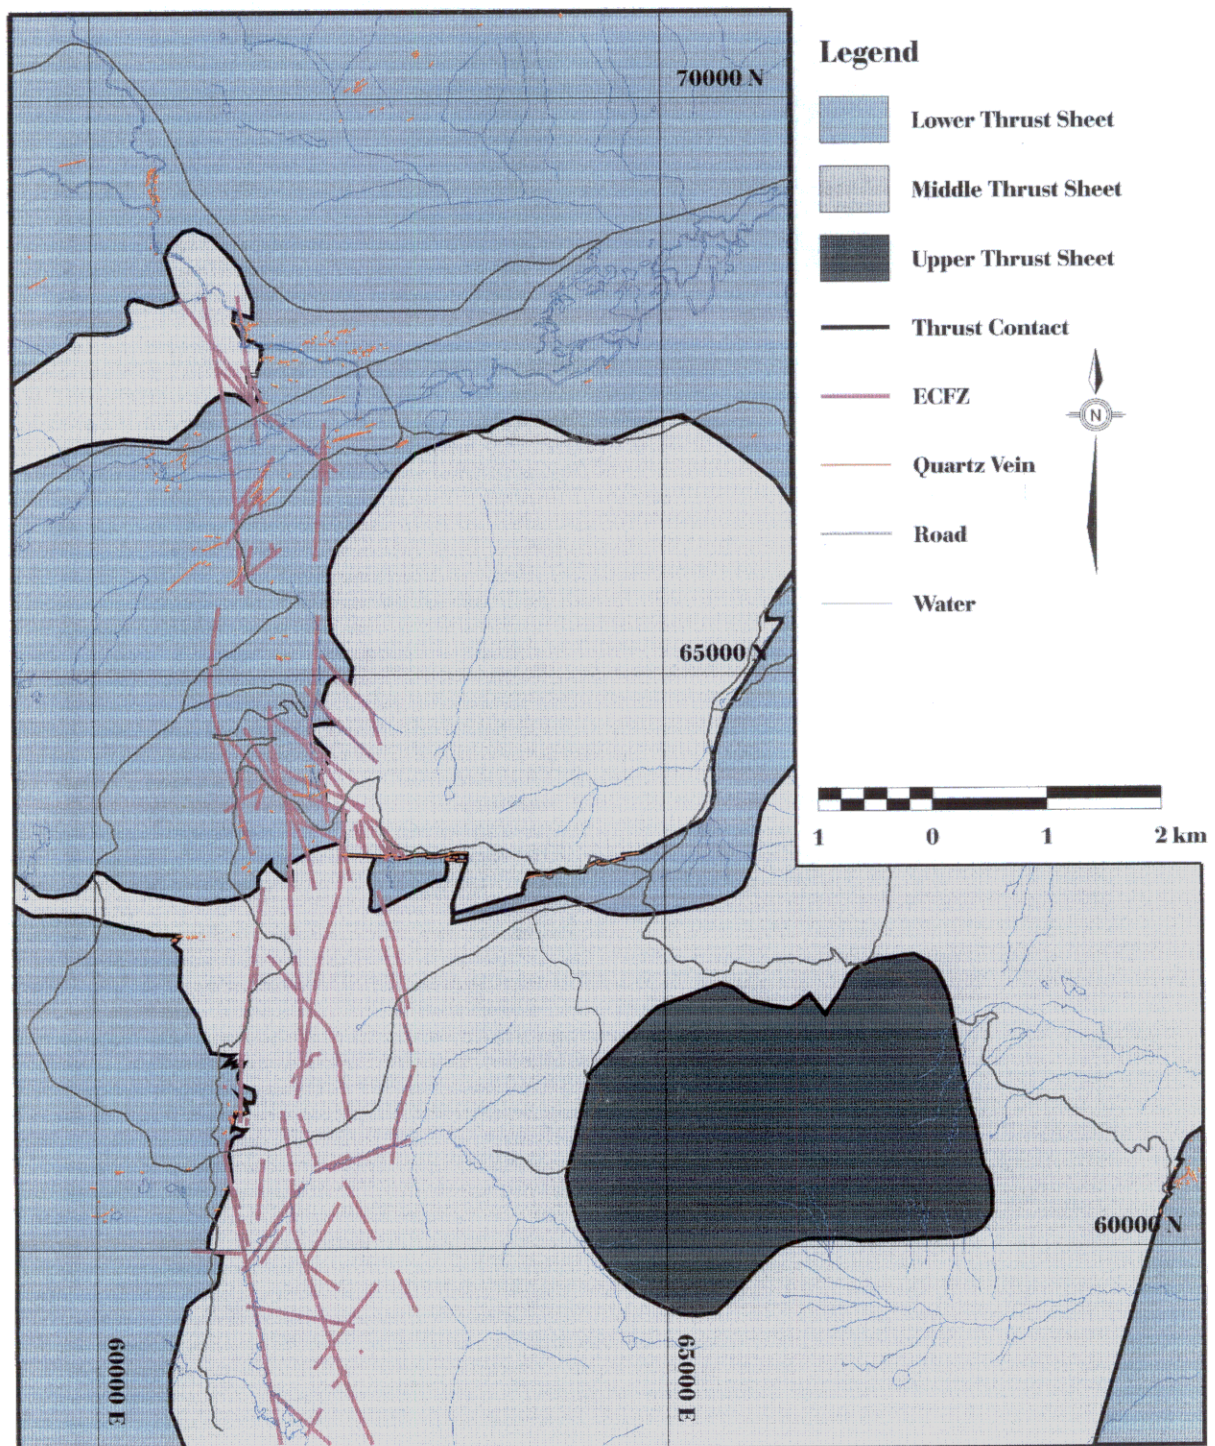 70000 N
Legend
Lower Thrust Sheet
Middle Thrust Sheet
Upper Thrust Sheet
Thrust Contact
ECFZ
N
Quartz Vein
Road
Water
65000 N
1 0 1 2 km
60000 N
60000 E
65000 E